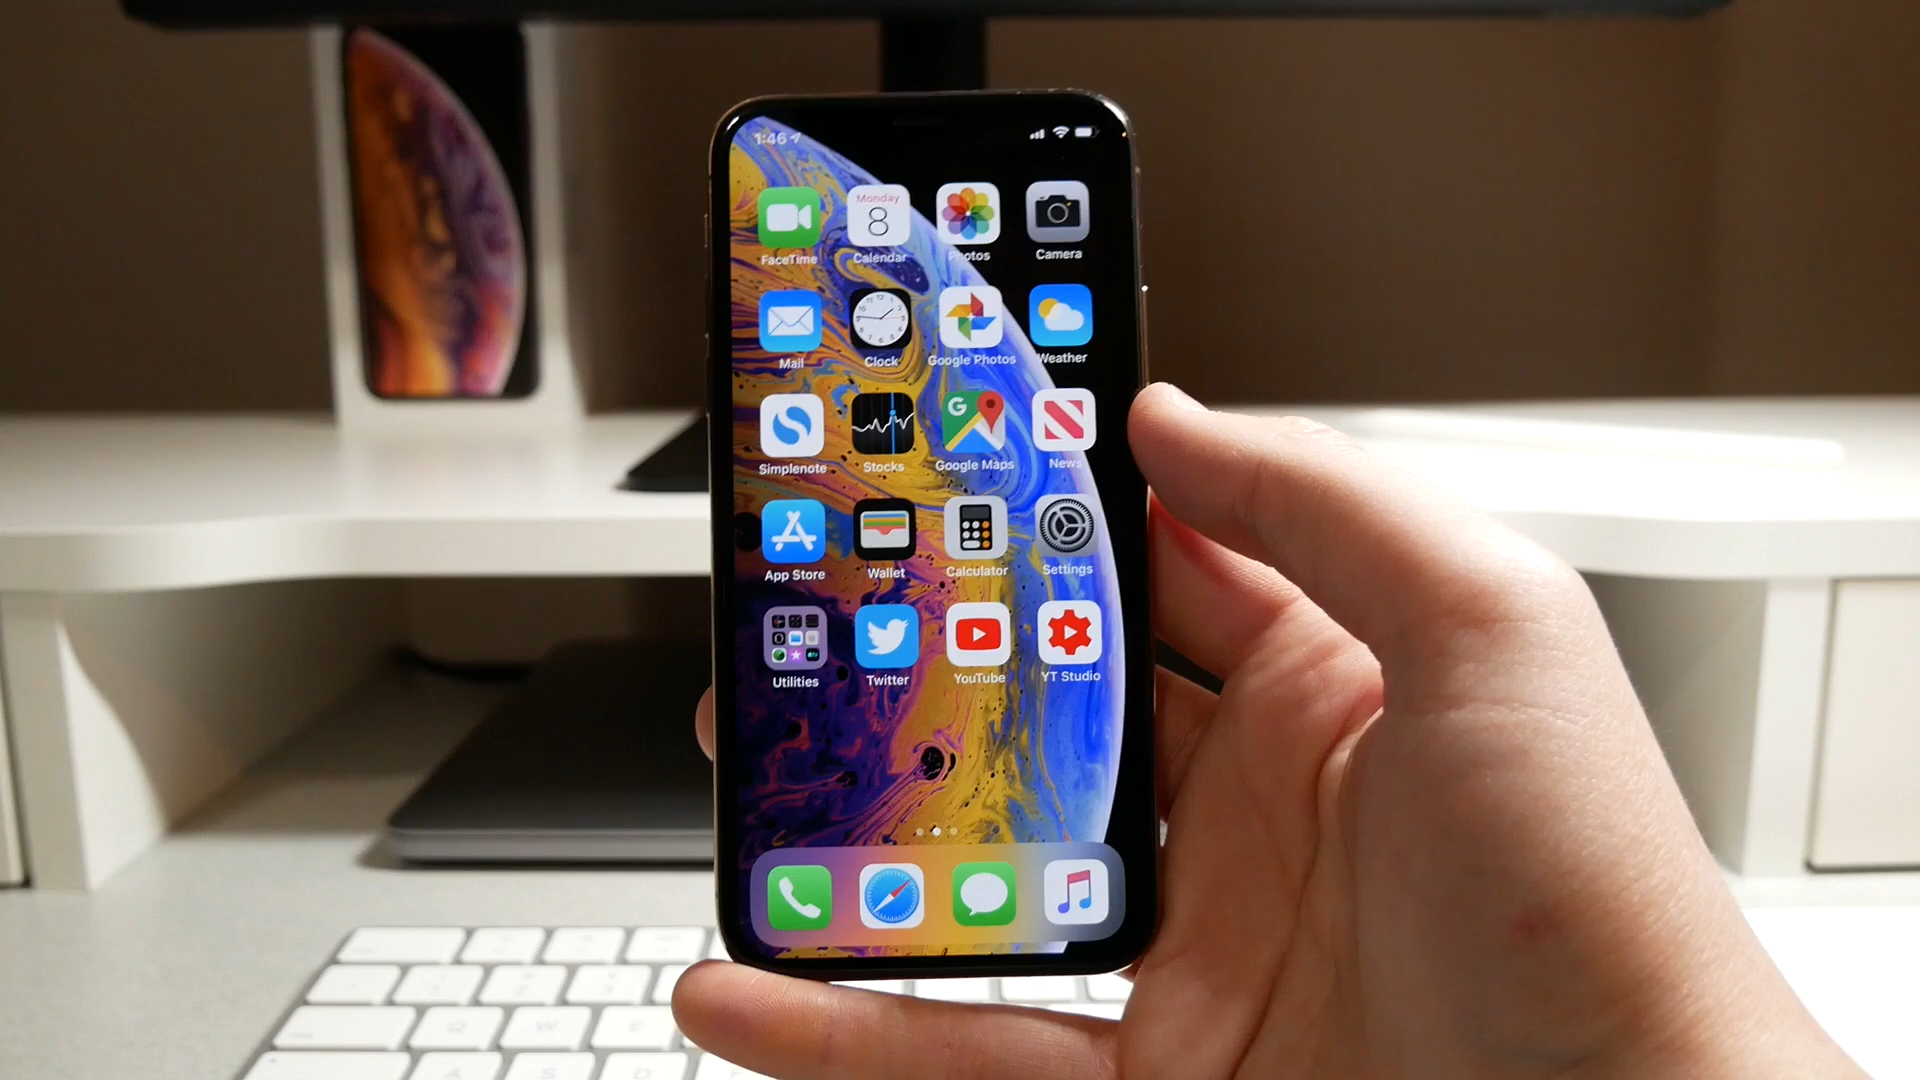 1:46
Monday
8
FaceTime Calendar Photos Camera
Mail Clock Google Photos Weather
G
Simplenote Stocks Google Maps News
App Store Wallet Calculator Settings
Utilities Twitter YouTube YT Studio
Q W E
A S D